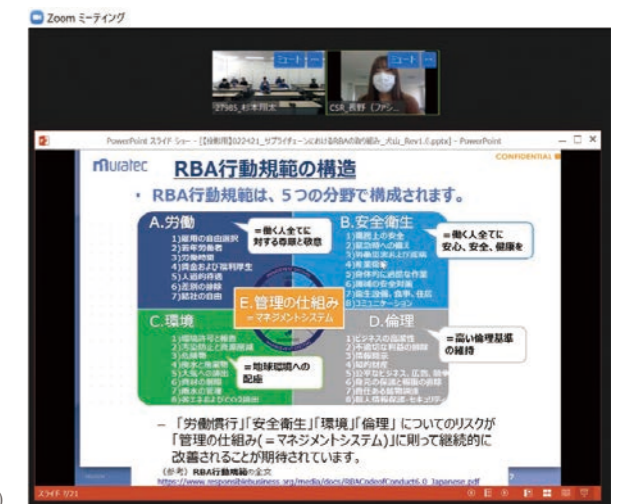 Zoom ミーティング
ミュート
ミュート
27985_杉本翔太
CSR_長野（ファシ...
PowerPoint スライド ショー - [【投影用】022421_サプライチェーンにおけるRBAの取り組み_犬山_Rev1.0.pptx] - PowerPoint
muratec
CONFIDENTIAL
RBA行動規範の構造
・ RBA行動規範は、５つの分野で構成されます。
A.労働
＝働く人全てに
対する尊厳と敬意
1)雇用の自由選択
2)若年労働者
3)労働時間
4)賃金および福利厚生
5)人道的待遇
6)差別の排除
7)結社の自由
B.安全衛生
＝働く人全てに
安心、安全、健康を
1)職務上の安全
2)緊急時への備え
3)労働災害および疾病
4)産業衛生
5)身体的に過酷な作業
6)機械の安全対策
7)衛生設備、食事、住居
8)コミュニケーション
E.管理の仕組み
＝マネジメントシステム
C.環境
1)環境許可と報告
2)汚染防止と資源削減
3)有害物質
4)廃水と廃棄物
5)大気への排出
6)資材の制限
7)雨水の管理
＝地球環境への
配慮
D.倫理
1)ビジネスの高潔性
2)不適切な利益の排除
3)情報開示
4)知的財産
5)公平なビジネス、広告、競争
6)身元の保護と報復の排除
7)責任ある鉱物調達
8)個人情報保護・セキュリティ
＝高い倫理基準
の維持
– 「労働慣行」「安全衛生」「環境」「倫理」についてのリスクが
「管理の仕組み(＝マネジメントシステム)」に則って継続的に
改善されることが期待されています。
（参考）RBA行動規範の全文
https://www.responsiblebusiness.org/media/docs/RBACodeofConduct6.0_Japanese.pdf
7
スライド 7/21